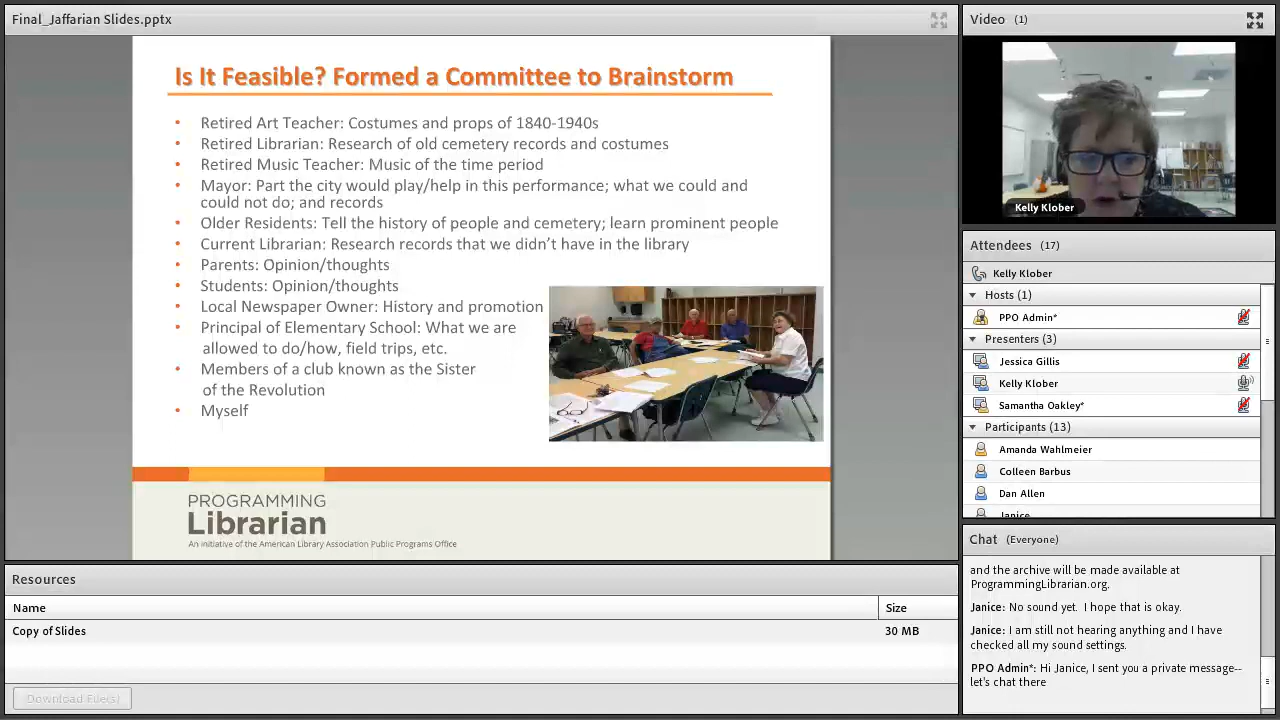 Final_Jaffarian Slides.pptx
Is It Feasible? Formed a Committee to Brainstorm
• Retired Art Teacher: Costumes and props of 1840-1940s
• Retired Librarian: Research of old cemetery records and costumes
• Retired Music Teacher: Music of the time period
• Mayor: Part the city would play/help in this performance; what we could and
could not do; and records
• Older Residents: Tell the history of people and cemetery; learn prominent people
• Current Librarian: Research records that we didn't have in the library
• Parents: Opinion/thoughts
• Students: Opinion/thoughts
• Local Newspaper Owner: History and promotion
• Principal of Elementary School: What we are
allowed to do/how, field trips, etc.
• Members of a club known as the Sister
of the Revolution
• Myself
PROGRAMMING
Librarian
An initiative of the American Library Association Public Programs Office
Resources
Name Size
Copy of Slides 30 MB
Download File(s)
Video (1)
Kelly Klober
Attendees (17)
Kelly Klober
Hosts (1)
PPO Admin*
Presenters (3)
Jessica Gillis
Kelly Klober
Samantha Oakley*
Participants (13)
Amanda Wahlmeier
Colleen Barbus
Dan Allen
Janice
Chat (Everyone)
and the archive will be made available at
ProgrammingLibrarian.org.
Janice: No sound yet. I hope that is okay.
Janice: I am still not hearing anything and I have
checked all my sound settings.
PPO Admin*: Hi Janice, I sent you a private message--
let's chat there